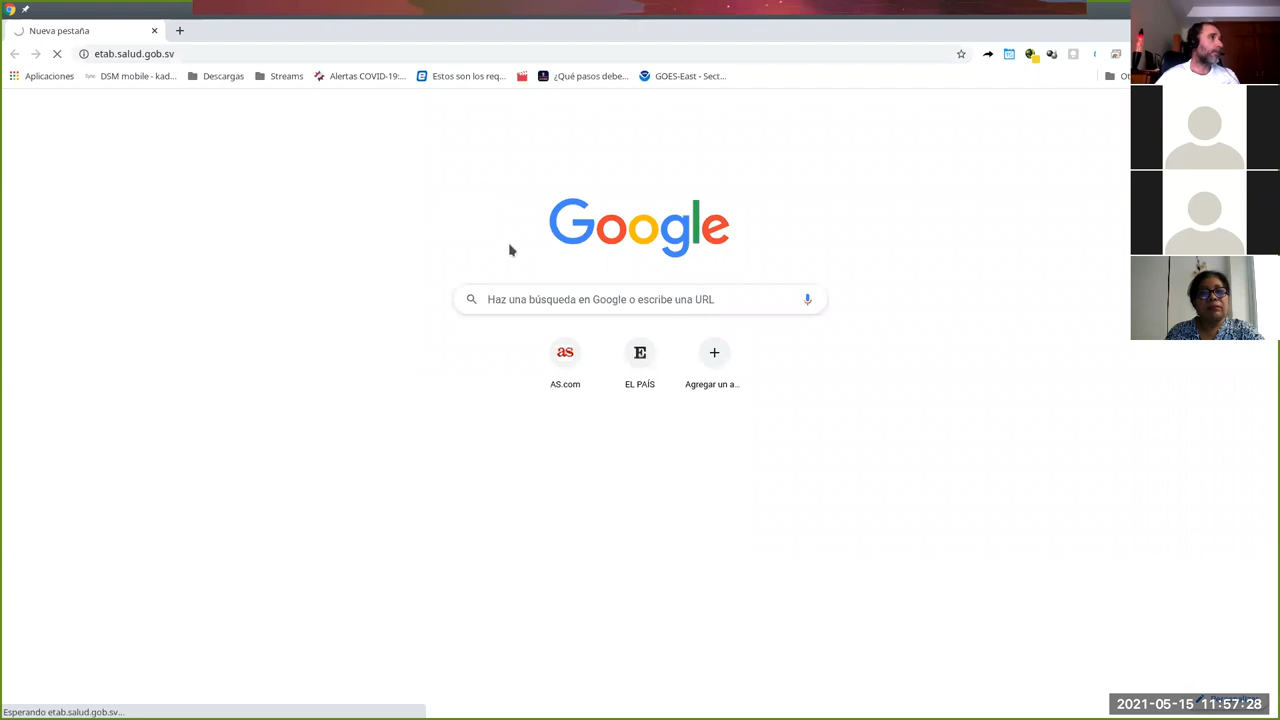 Nueva pestaña
etab.salud.gob.sv
Aplicaciones
DSM mobile - kad...
Descargas
Streams
Alertas COVID-19:...
Estos son los req...
¿Qué pasos debe...
GOES-East - Sect...
Google
Haz una búsqueda en Google o escribe una URL
as
E
AS.com
EL PAÍS
Agregar un a...
Esperando etab.salud.gob.sv...
2021-05-15 11:57:28